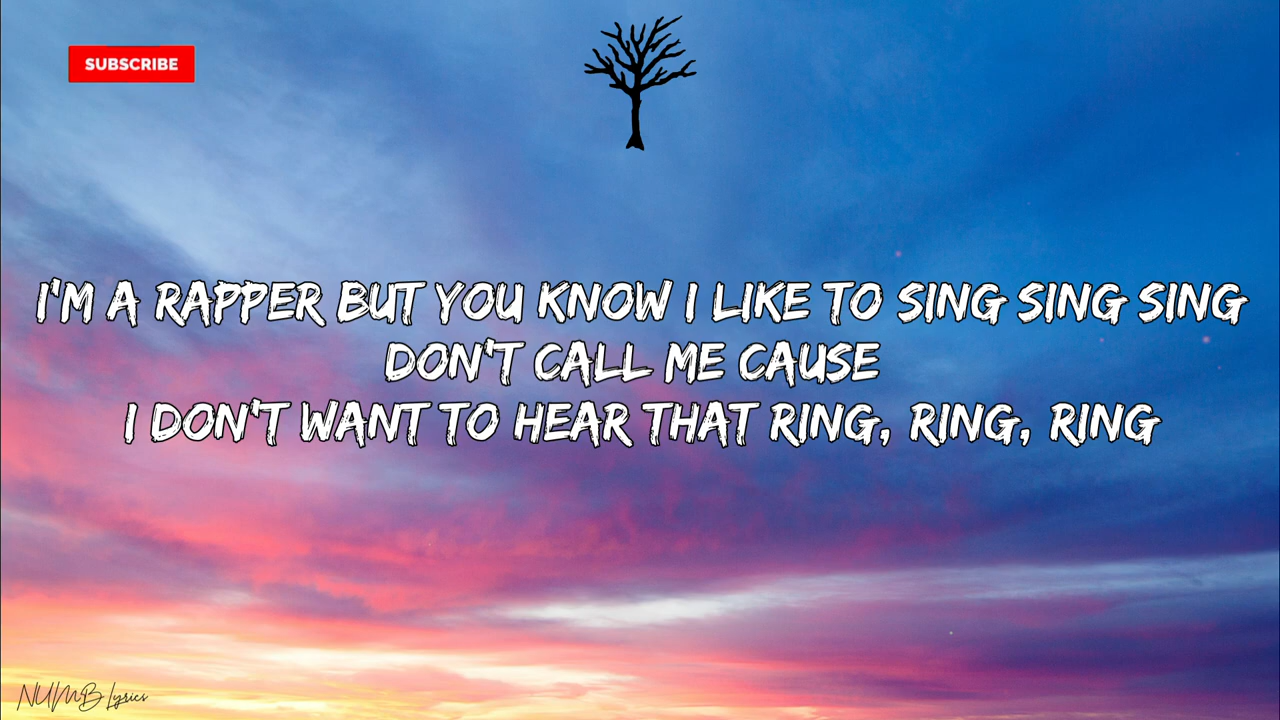 SUBSCRIBE
I'M A RAPPER BUT YOU KNOW I LIKE TO SING SING SING
DON'T CALL ME CAUSE
I DON'T WANT TO HEAR THAT RING, RING, RING
NUMB Lyrics